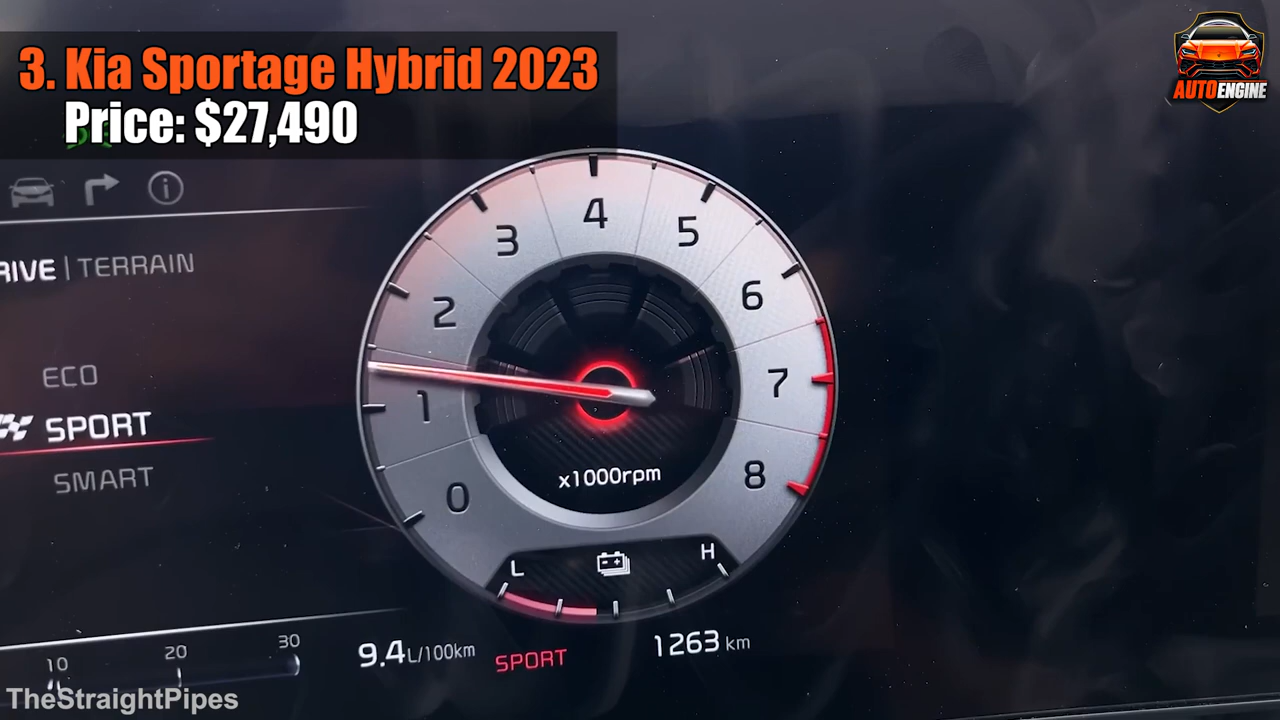 3. Kia Sportage Hybrid 2023
Price: $27,490
AUTOENGINE
RIVE | TERRAIN
ECO
SPORT
SMART
0
1
2
3
4
5
6
7
8
x1000rpm
L
H
10
20
30
9.4L/100km
SPORT
1263 km
TheStraightPipes